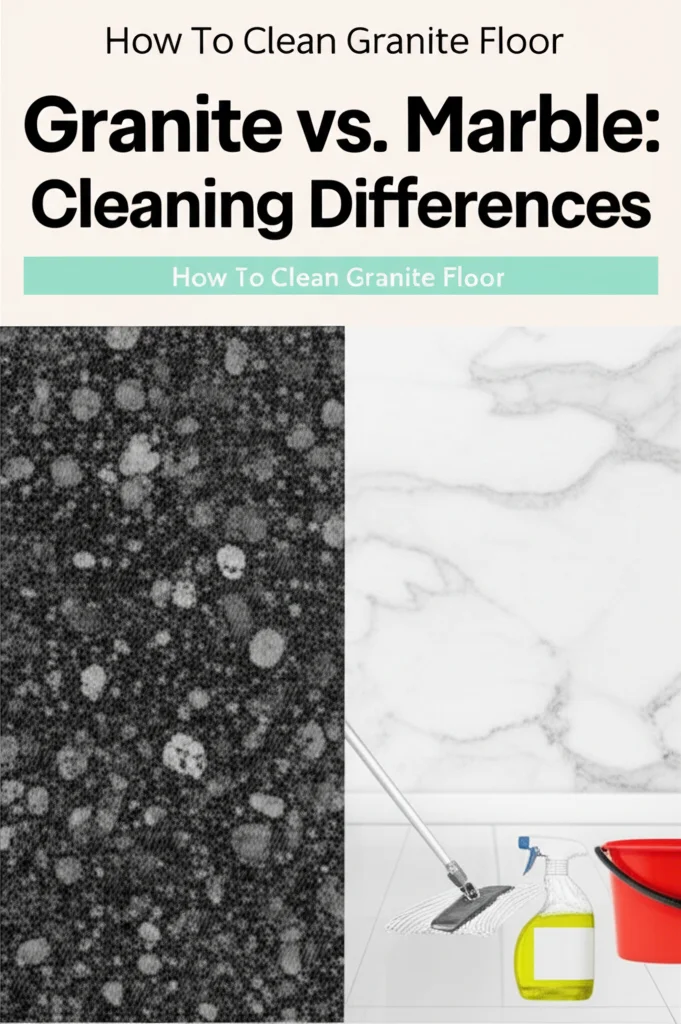 How To Clean Granite Floor
Granite vs. Marble:
Cleaning Differences
How To Clean Granite Floor